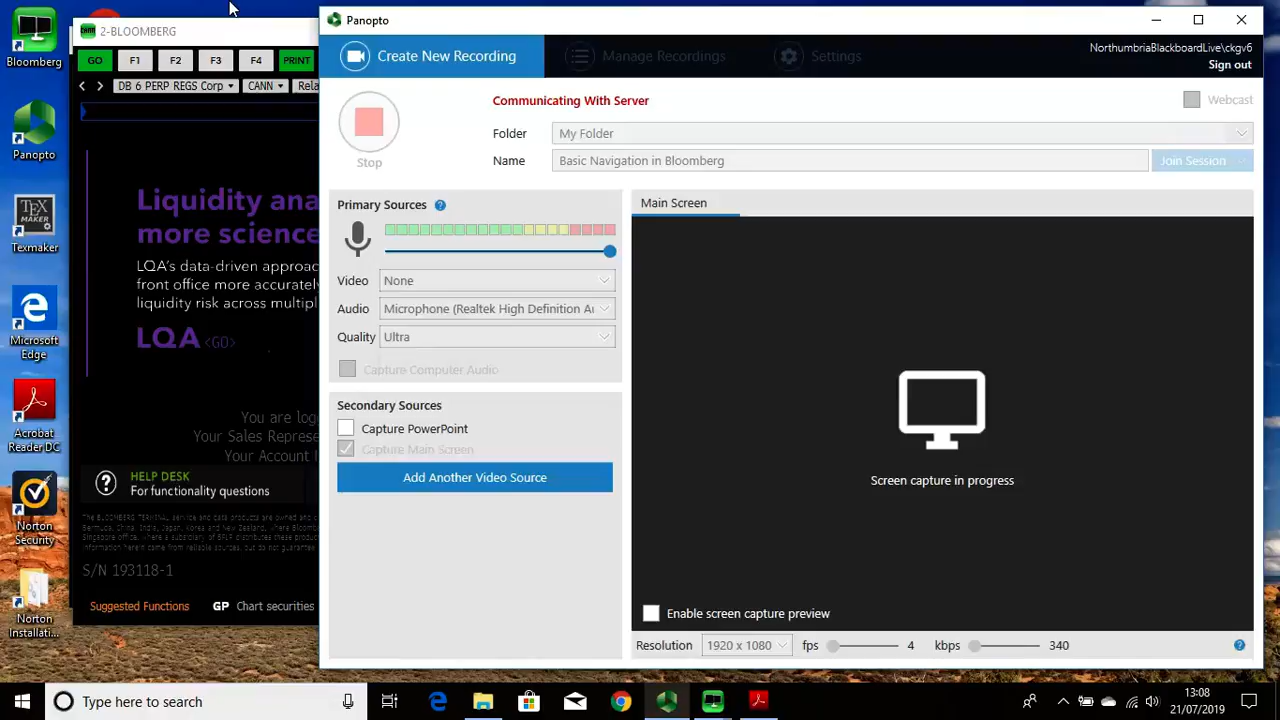 Bloomberg
Panopto
Texmaker
Microsoft
Edge
Acrobat
Reader DC
Norton
Security
Norton
Installati...
2-BLOOMBERG
GO
F1
F2
F3
F4
PRINT
DB 6 PERP REGS Corp
CANN
Rela
Liquidity ana
more science
LQA's data-driven approac
front office more accurately
liquidity risk across multipl
LQA <GO>
You are logg
Your Sales Represe
Your Account
HELP DESK
For functionality questions
S/N 193118-1
Suggested Functions
GP Chart securities
Panopto
Create New Recording
Manage Recordings
Settings
NorthumbriaBlackboardLive\ckgv6
Sign out
Stop
Communicating With Server
Webcast
Folder
My Folder
Name
Basic Navigation in Bloomberg
Join Session
Primary Sources
Video
None
Audio
Microphone (Realtek High Definition Au
Quality
Ultra
Capture Computer Audio
Secondary Sources
Capture PowerPoint
Capture Main Screen
Add Another Video Source
Main Screen
Screen capture in progress
Enable screen capture preview
Resolution
1920 x 1080
fps
4
kbps
340
Type here to search
13:08
21/07/2019